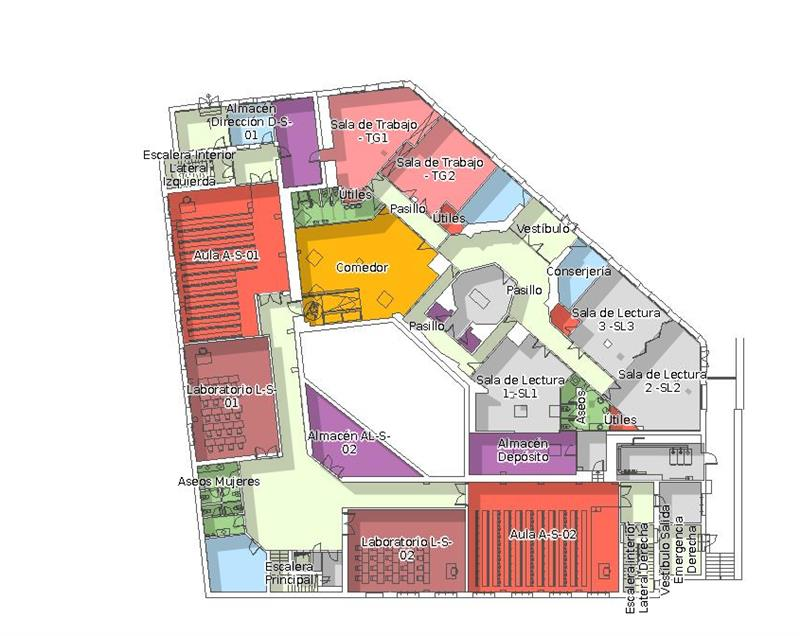 Almacén
Dirección D-S-
01
Sala de Trabajo
- TG1
Escalera Interior
Lateral
Izquierda
Sala de Trabajo
- TG2
Útiles
Pasillo
Útiles
Vestíbulo
Aula A-S-01
Comedor
Conserjería
Pasillo
Pasillo
Sala de Lectura
3 -SL3
Sala de Lectura
1 -SL1
Sala de Lectura
2 -SL2
Laboratorio L-S-
01
Aseos
Útiles
Almacén AL-S-
02
Almacén
Depósito
Aseos Mujeres
Laboratorio L-S-
02
Aula A-S-02
Escalera
Principal
Escalera interior
Lateral Derecha
Vestíbulo Salida
Emergencia
Derecha